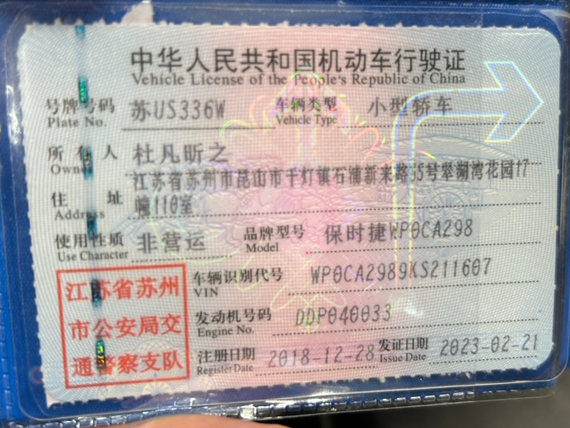 中华人民共和国机动车行驶证
Vehicle License of the People's Republic of China
号牌号码 苏US336W 车辆类型 小型轿车
Plate No. Vehicle Type
所有人 杜凡昕之
Owner
江苏省苏州市昆山市千灯镇石浦新来路55号翠湖湾花园17
住址 幢110室
Address
使用性质 非营运 品牌型号 保时捷WP0CA298
Use Character Model
江苏省苏州
市公安局交
通警察支队
车辆识别代号 WP0CA2989KS211607
VIN
发动机号码 DDP040033
Engine No.
注册日期 2018-12-28 发证日期 2023-02-21
Register Date Issue Date